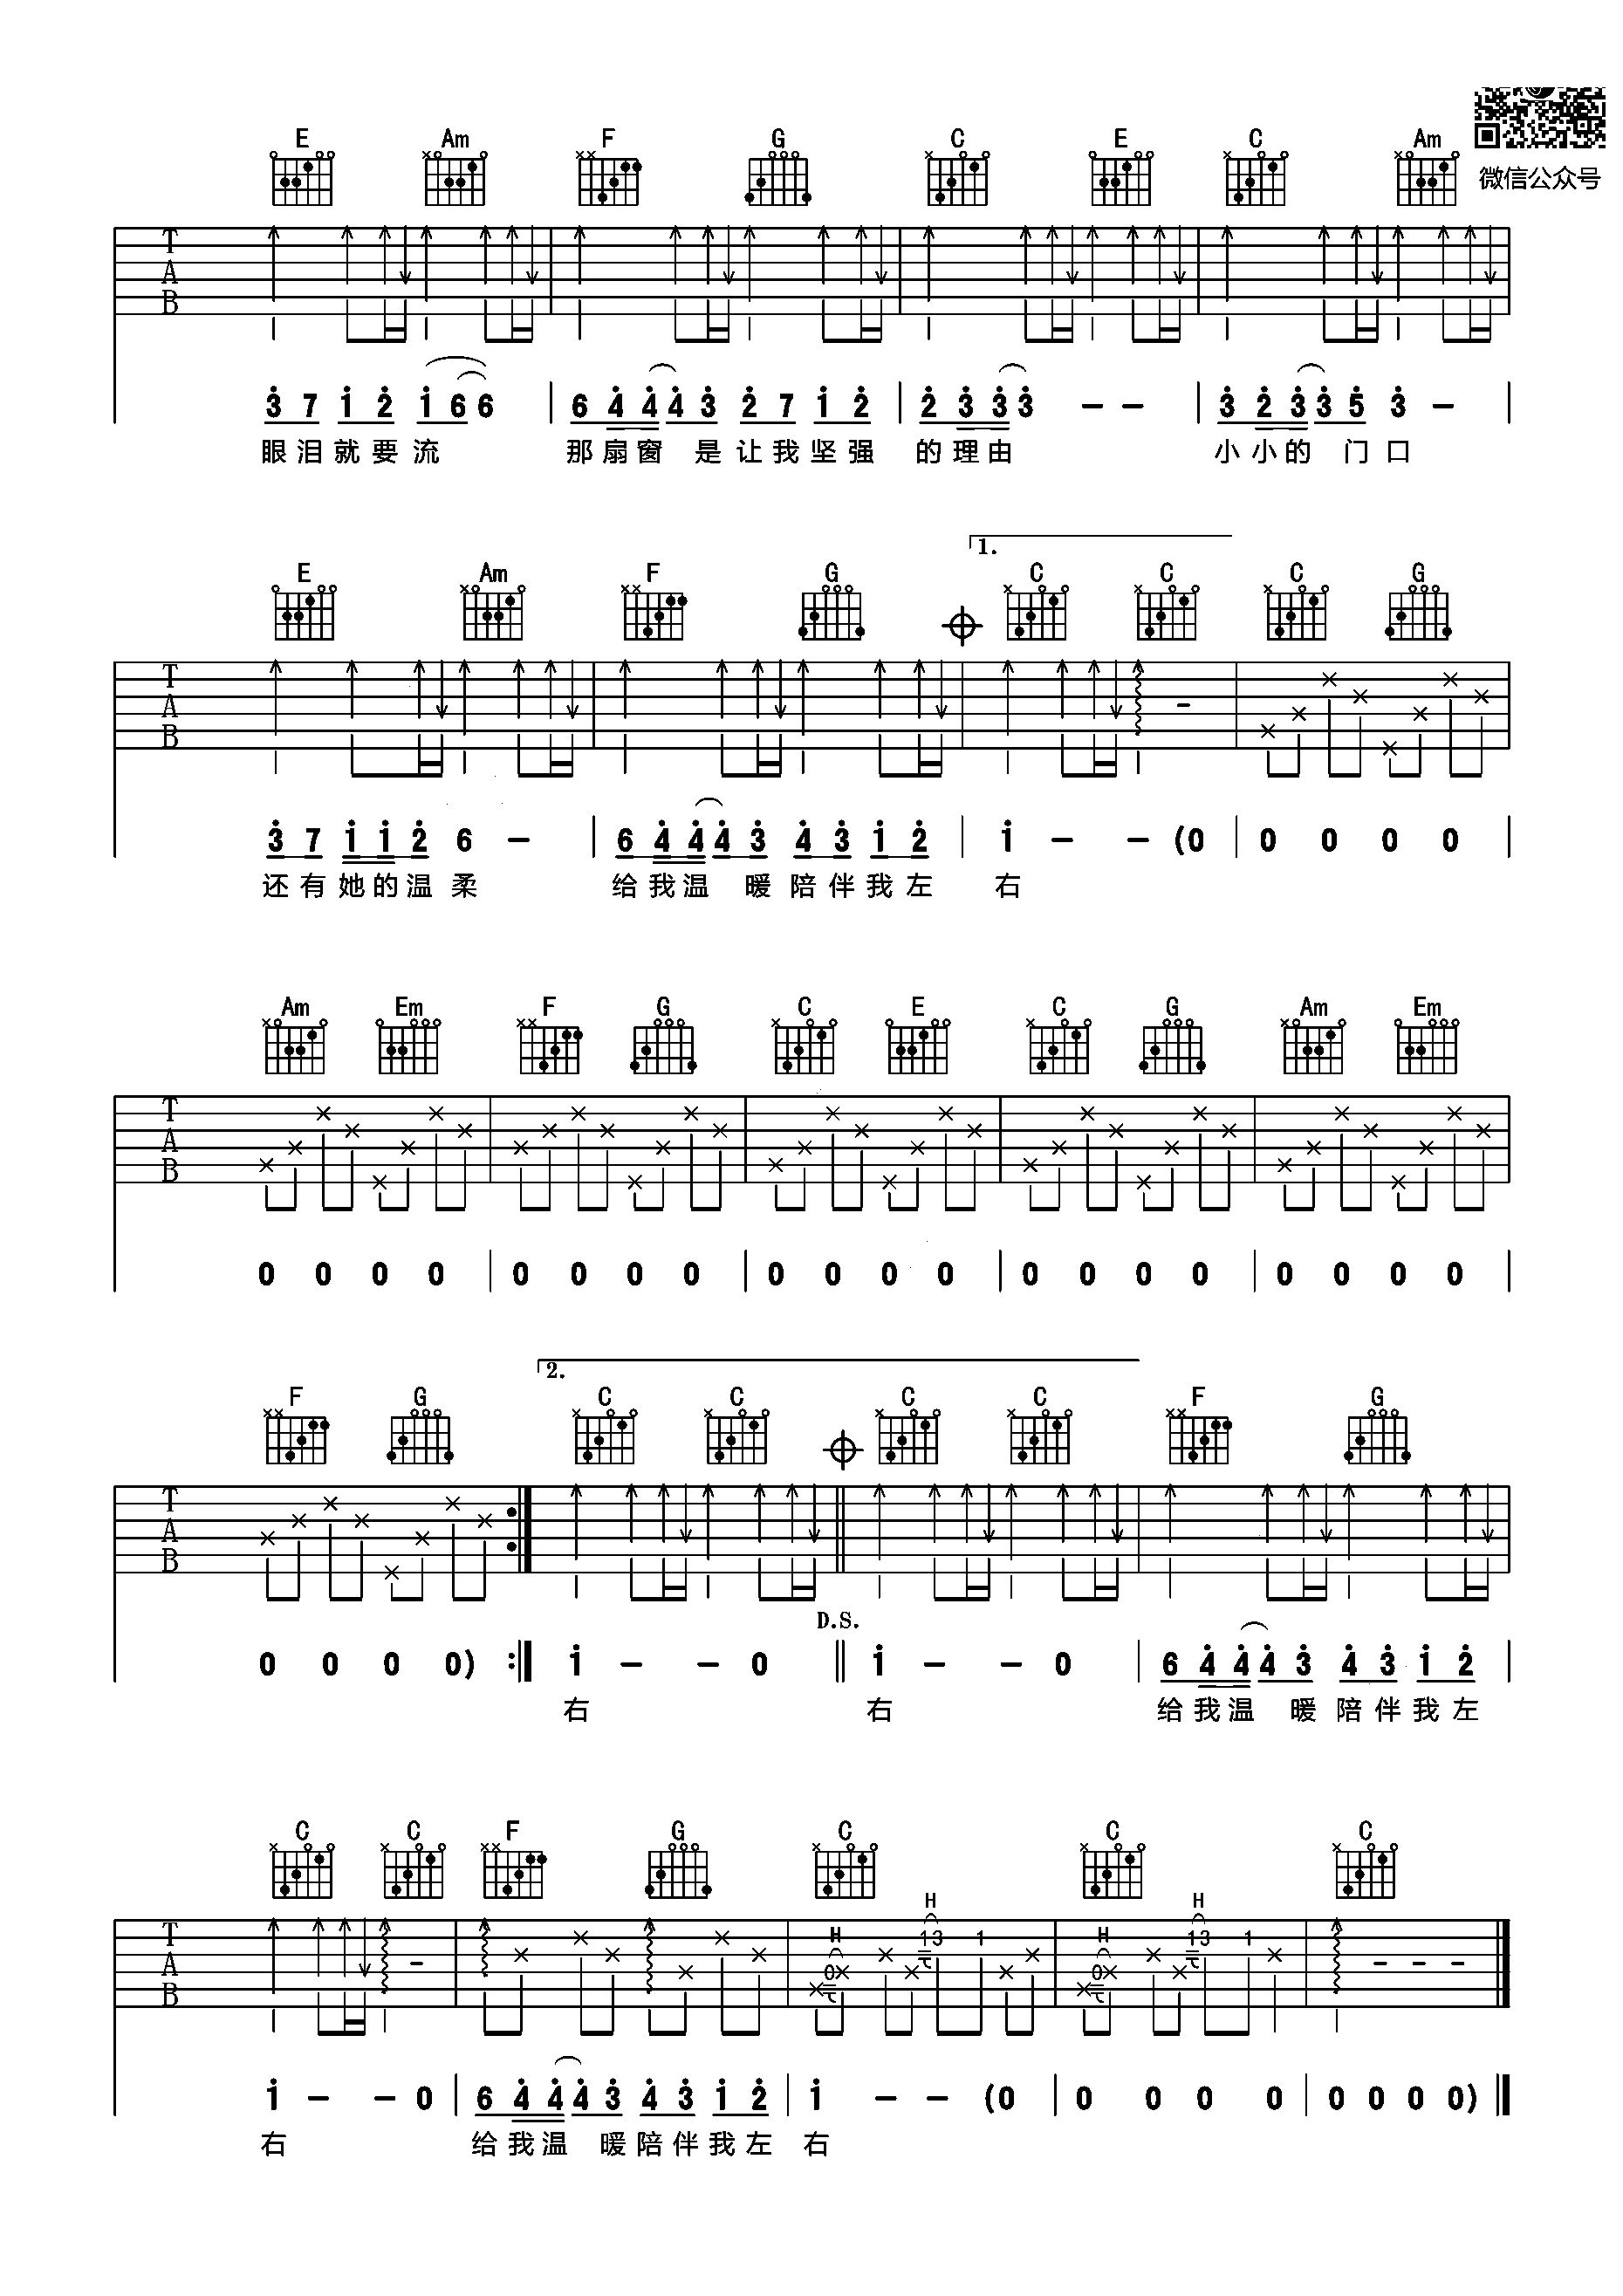 微信公众号
E Am F G C E C Am
T A B
3 7 1 2 1 6 6 | 6 4 4 4 3 2 7 1 2 | 2 3 3 3 - - | 3 2 3 3 5 3 - |
眼泪就要流 那扇窗 是让我坚强 的理由 小小的 门口
1.
E Am F G C C C G
T A B
3 7 1 1 2 6 - | 6 4 4 4 3 4 3 1 2 | 1 - - (0 | 0 0 0 0 |
还有她的温柔 给我温 暖陪伴我左 右
Am Em F G C E C G Am Em
T A B
0 0 0 0 | 0 0 0 0 | 0 0 0 0 | 0 0 0 0 | 0 0 0 0 |
2.
F G C C C C F G
T A B
D.S.
0 0 0 0) :| 1 - - 0 || 1 - - 0 | 6 4 4 4 3 4 3 1 2 |
右 右 给我温 暖陪伴我左
C C F G C C C
H H H H
T A B
0 1 3 1 0 1 3 1
1 - - 0 | 6 4 4 4 3 4 3 1 2 | 1 - - (0 | 0 0 0 0 | 0 0 0 0) |
右 给我温 暖陪伴我左 右